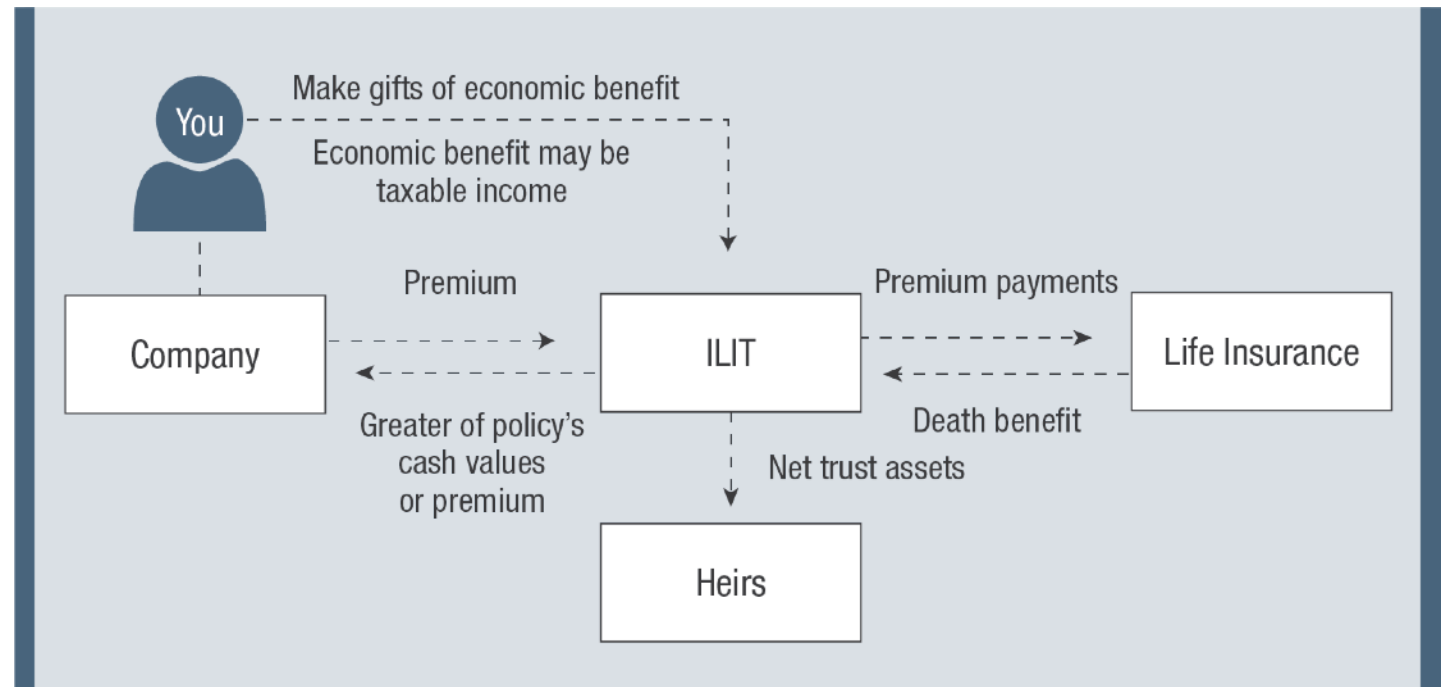 Make gifts of economic benefit
You
Economic benefit may be
taxable income
Premium
Premium payments
Company
ILIT
Life Insurance
Greater of policy’s
cash values
or premium
Death benefit
Net trust assets
Heirs